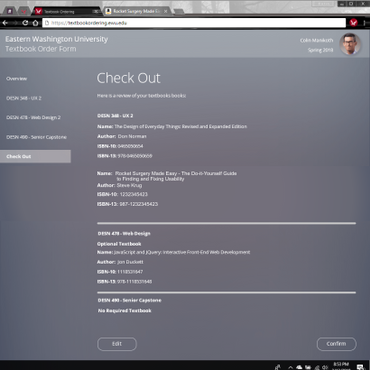 Textbook Ordering
Rocket Surgery Made Eas
https://textbookordering.ewu.edu
Eastern Washington University
Textbook Order Form
Spring 2016
Overview
DESN 348 - UX 2
DESN 478 - Web Design 2
DESN 490 - Senior Capstone
Check Out
Check Out
Here is a review of your textbooks books:
DESN 348 - UX 2
Name: The Design of Everyday Things: Revised and Expanded Edition
Author: Don Norman
ISBN-10: 0465050654
ISBN-13: 978-0465050656
Name: Rocket Surgery Made Easy - The Do-It-Yourself Guide
to Finding and Fixing Usability
Author: Steve Krug
ISBN-10: 1232345423
ISBN-13: 987-1232345423
DESN 478 - Web Design
Optional Textbook
Name: JavaScript and JQuery: Interactive Front-End Web Development
Author: Jon Duckett
ISBN-10: 1118531647
ISBN-13: 978-1118531648
DESN 490 - Senior Capstone
No Required Textbook
Edit
Confirm
8:53 PM